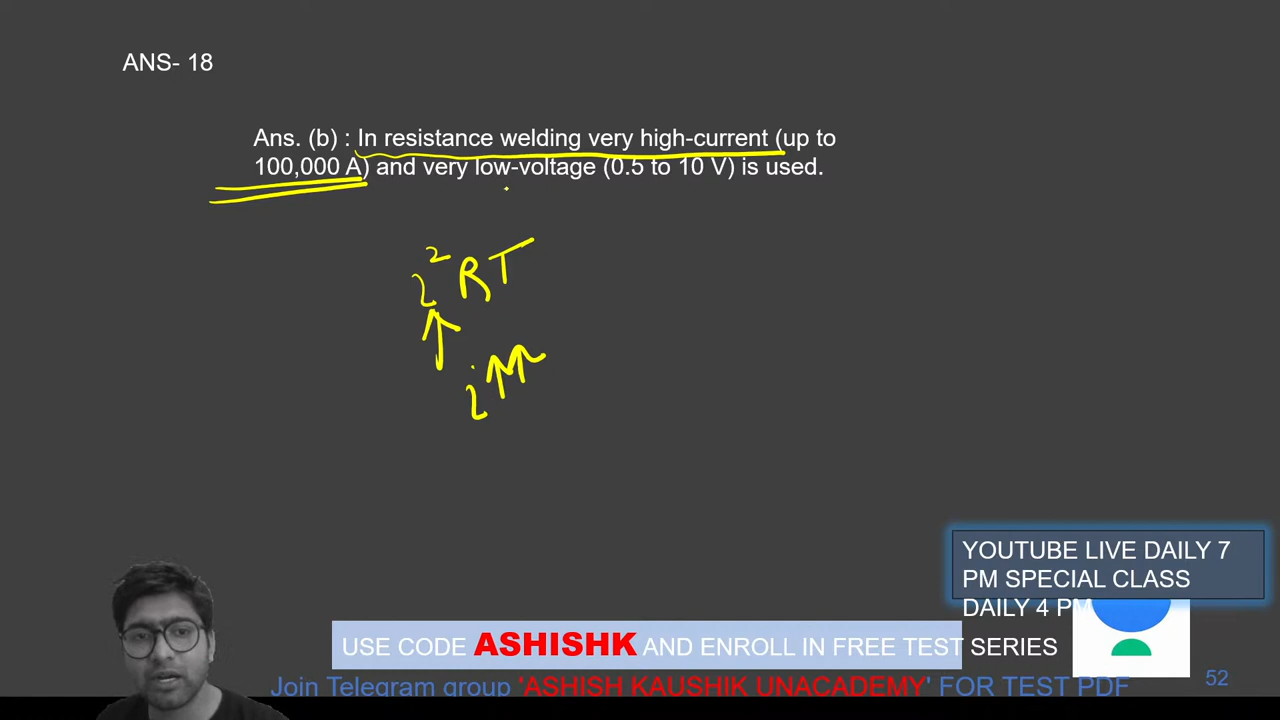 ANS- 18
Ans. (b) : In resistance welding very high-current (up to
100,000 A) and very low-voltage (0.5 to 10 V) is used.
i² R T
i ↑↑
YOUTUBE LIVE DAILY 7
PM SPECIAL CLASS
DAILY 4 PM
USE CODE ASHISHK AND ENROLL IN FREE TEST SERIES
Join Telegram group 'ASHISH KAUSHIK UNACADEMY' FOR TEST PDF
52